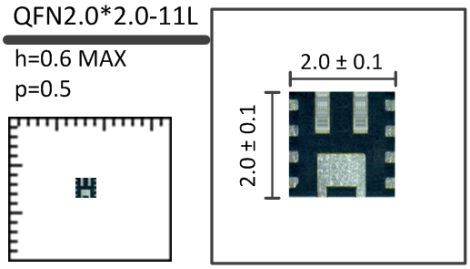 QFN2.0*2.0-11L
h=0.6 MAX
p=0.5
2.0 ± 0.1
2.0 ± 0.1